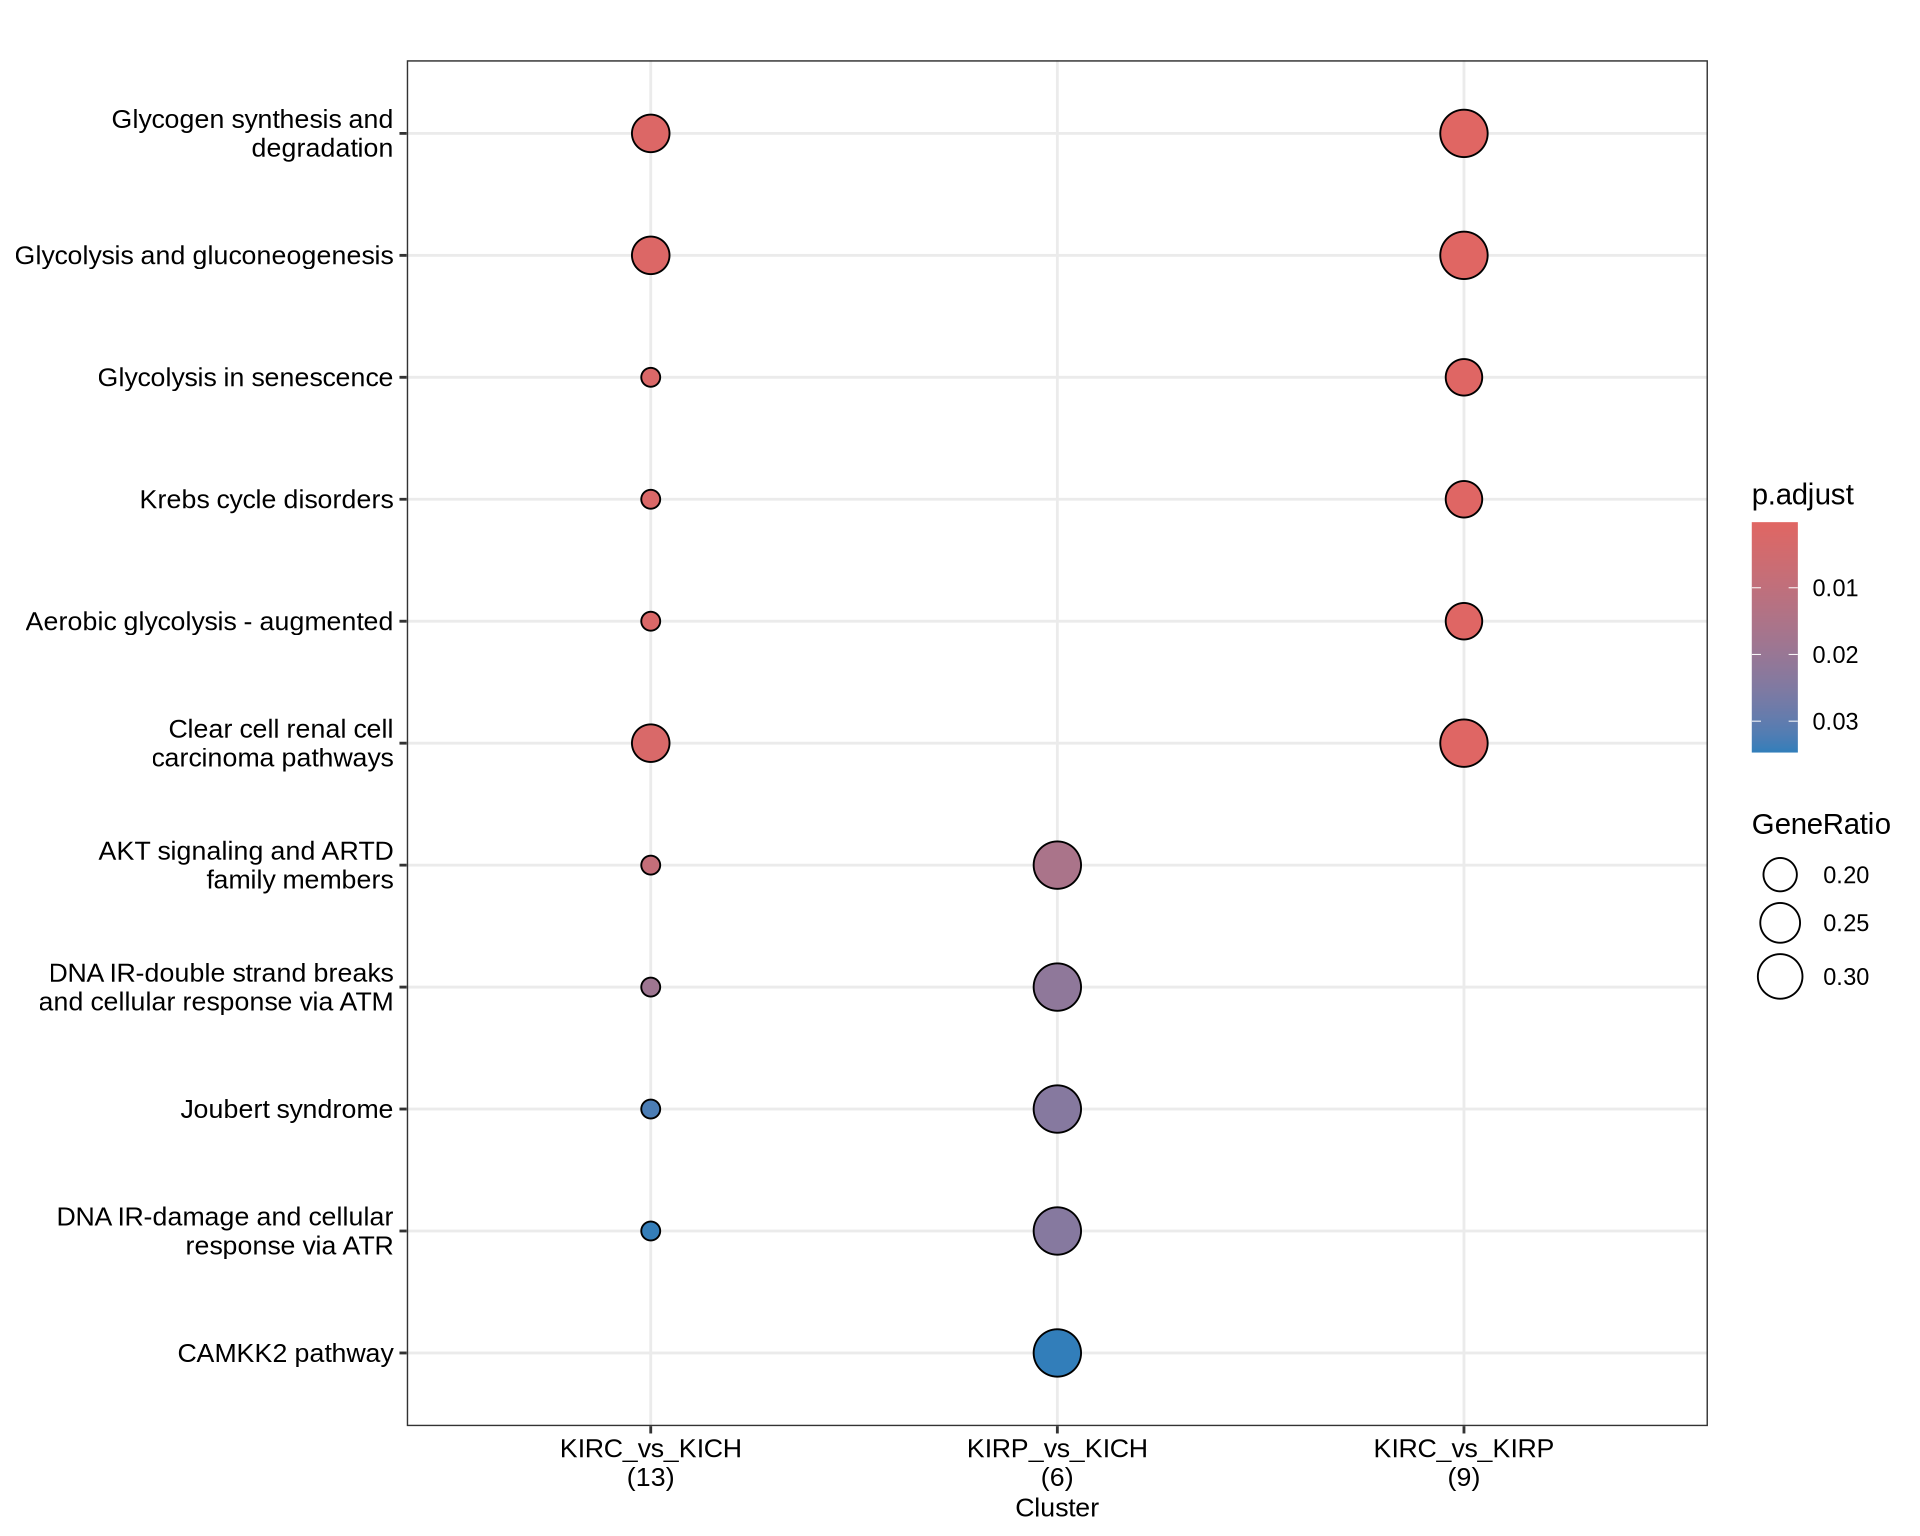 Glycogen synthesis and
degradation
Glycolysis and gluconeogenesis
Glycolysis in senescence
Krebs cycle disorders
Aerobic glycolysis - augmented
Clear cell renal cell
carcinoma pathways
AKT signaling and ARTD
family members
DNA IR-double strand breaks
and cellular response via ATM
Joubert syndrome
DNA IR-damage and cellular
response via ATR
CAMKK2 pathway
KIRC_vs_KICH
(13)
KIRP_vs_KICH
(6)
KIRC_vs_KIRP
(9)
Cluster
p.adjust
0.01
0.02
0.03
GeneRatio
0.20
0.25
0.30